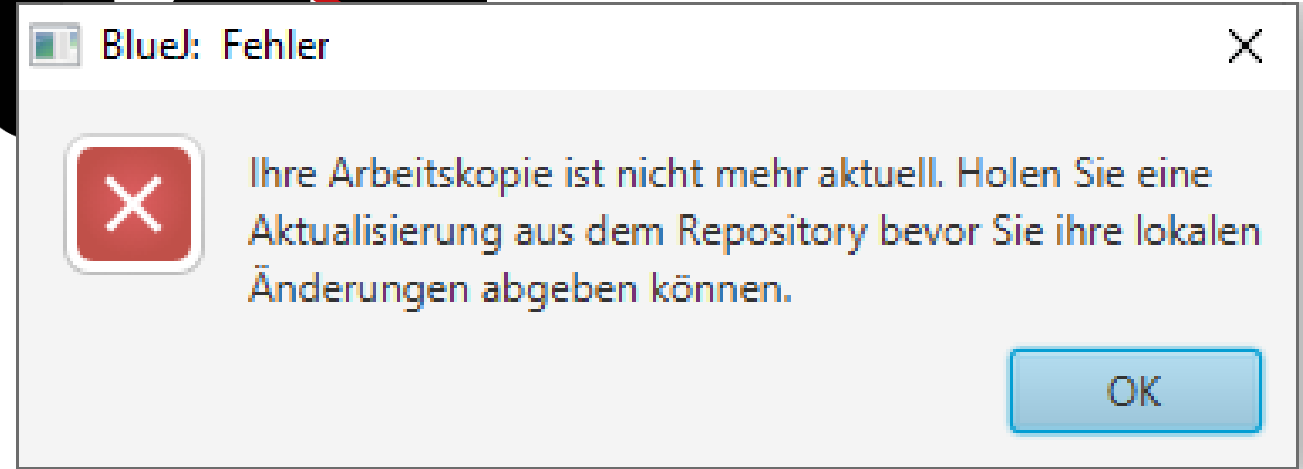 BlueJ: Fehler
Ihre Arbeitskopie ist nicht mehr aktuell. Holen Sie eine
Aktualisierung aus dem Repository bevor Sie ihre lokalen
Änderungen abgeben können.
OK